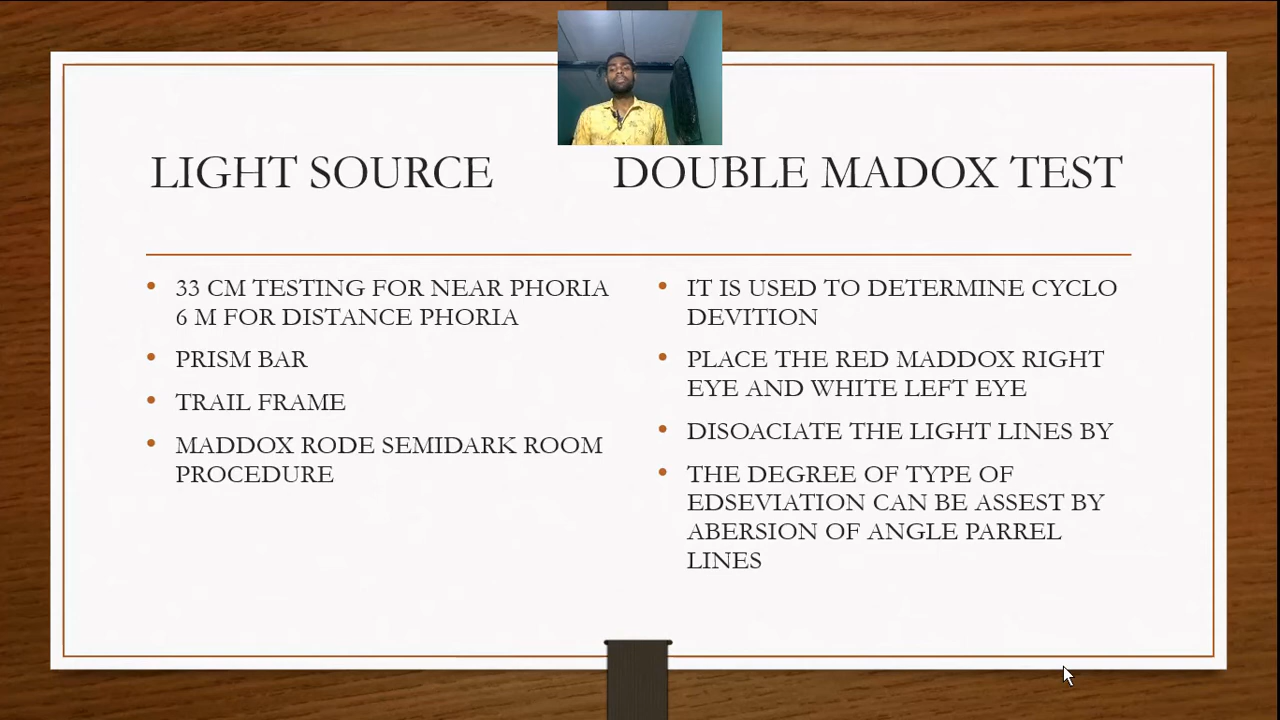 LIGHT SOURCE
33 CM TESTING FOR NEAR PHORIA
6 M FOR DISTANCE PHORIA
PRISM BAR
TRAIL FRAME
MADDOX RODE SEMIDARK ROOM
PROCEDURE
DOUBLE MADOX TEST
IT IS USED TO DETERMINE CYCLO
DEVITION
PLACE THE RED MADDOX RIGHT
EYE AND WHITE LEFT EYE
DISOACIATE THE LIGHT LINES BY
THE DEGREE OF TYPE OF
EDSEVIATION CAN BE ASSEST BY
ABERSION OF ANGLE PARREL
LINES